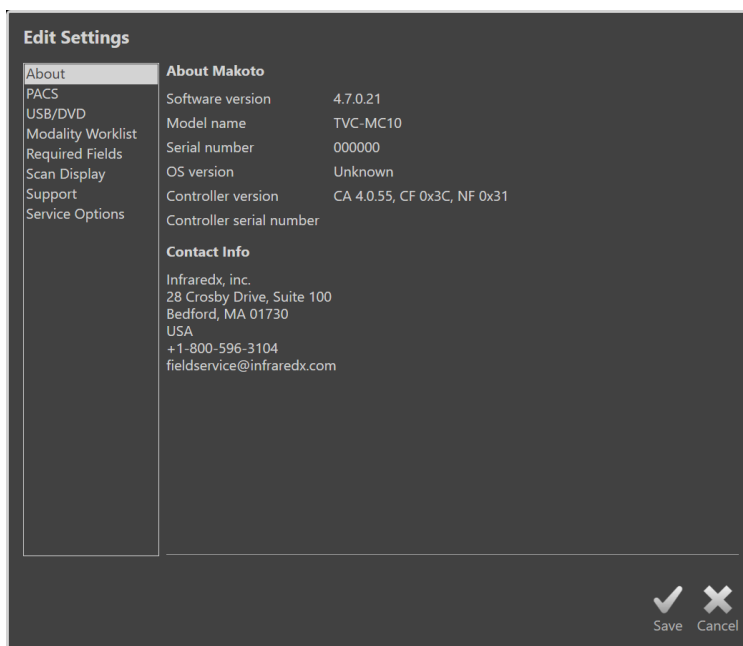 Edit Settings
About
PACS
USB/DVD
Modality Worklist
Required Fields
Scan Display
Support
Service Options
About Makoto
Software version 4.7.0.21
Model name TVC-MC10
Serial number 000000
OS version Unknown
Controller version CA 4.0.55, CF 0x3C, NF 0x31
Controller serial number
Contact Info
Infraredx, inc.
28 Crosby Drive, Suite 100
Bedford, MA 01730
USA
+1-800-596-3104
fieldservice@infraredx.com
Save Cancel